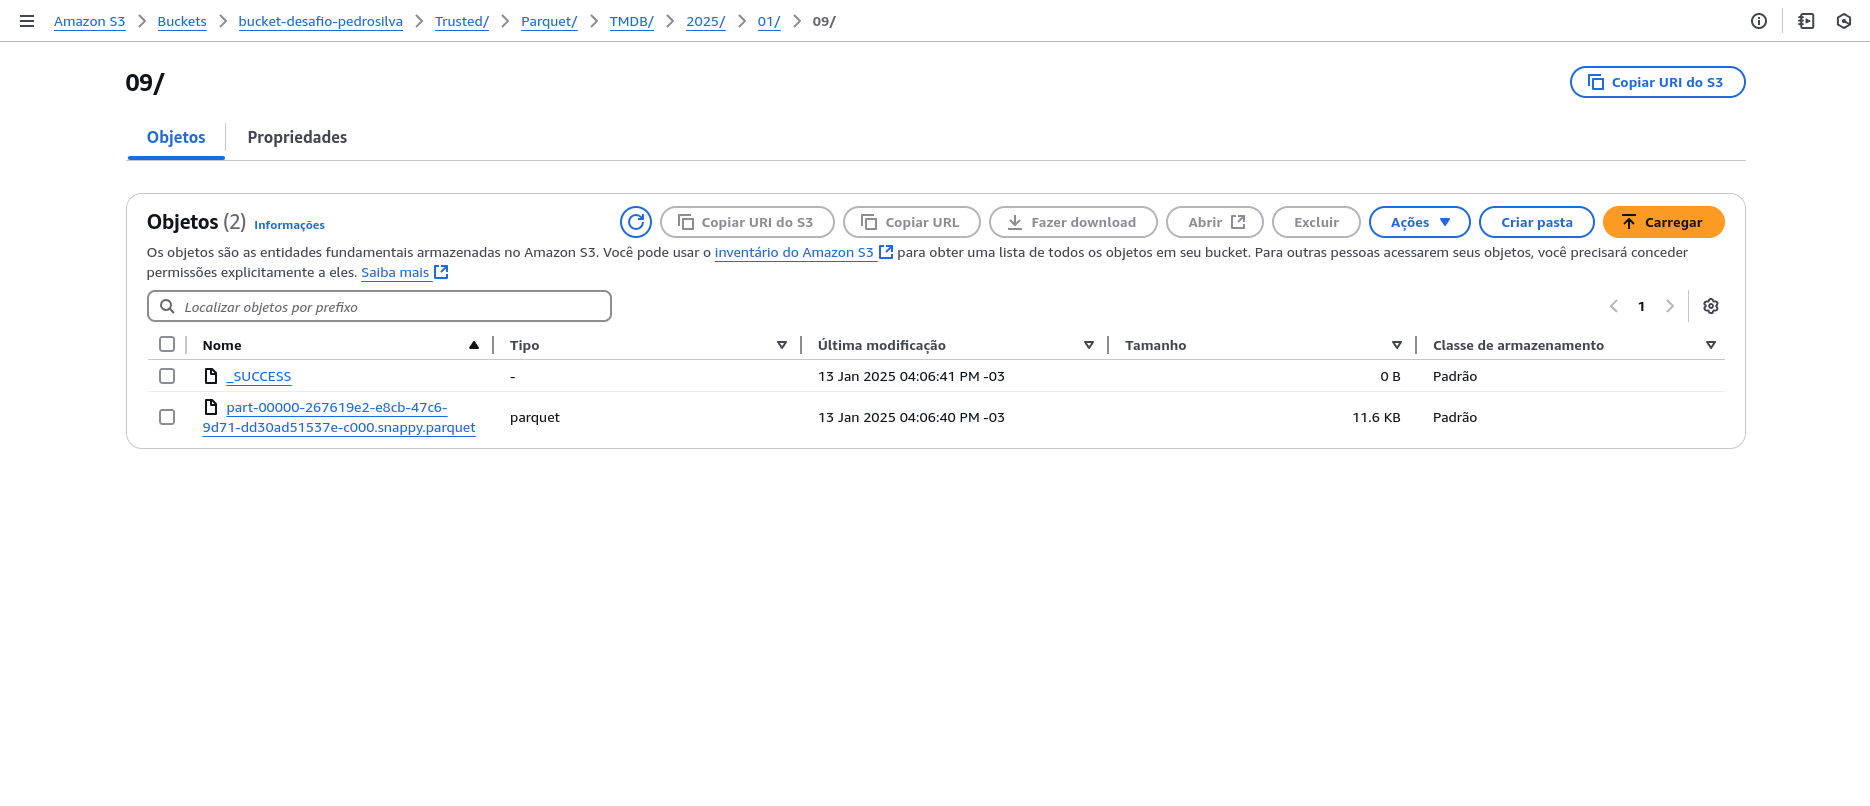 Amazon S3 > Buckets > bucket-desafio-pedrosilva > Trusted/ > Parquet/ > TMDB/ > 2025/ > 01/ > 09/
09/
Copiar URI do S3
Objetos
Propriedades
Objetos (2) Informações
Copiar URI do S3
Copiar URL
Fazer download
Abrir
Excluir
Ações
Criar pasta
Carregar
Os objetos são as entidades fundamentais armazenadas no Amazon S3. Você pode usar o inventário do Amazon S3 para obter uma lista de todos os objetos em seu bucket. Para outras pessoas acessarem seus objetos, você precisará conceder
permissões explicitamente a eles. Saiba mais
Localizar objetos por prefixo
1
Nome Tipo Última modificação Tamanho Classe de armazenamento
_SUCCESS - 13 Jan 2025 04:06:41 PM -03 0 B Padrão
part-00000-267619e2-e8cb-47c6-
9d71-dd30ad51537e-c000.snappy.parquet
parquet 13 Jan 2025 04:06:40 PM -03 11.6 KB Padrão